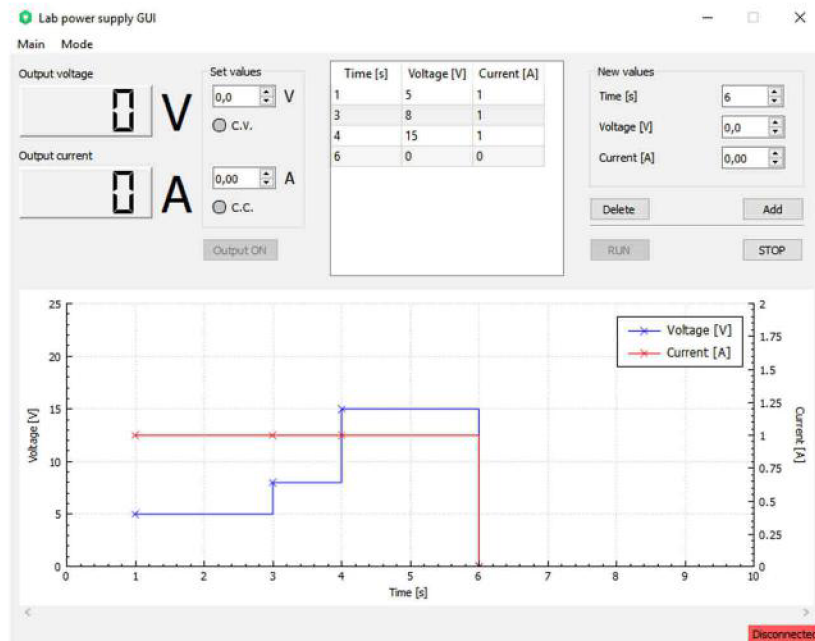 Lab power supply GUI
Main Mode
Output voltage
0 V
Output current
0 A
Set values
0,0 V
C.V.
0,00 A
C.C.
Output ON
Time [s] Voltage [V] Current [A]
1 5 1
3 8 1
4 15 1
6 0 0
New values
Time [s] 6
Voltage [V] 0,0
Current [A] 0,00
Delete Add
RUN STOP
Voltage [V]
25
20
15
10
5
0
Voltage [V]
Current [A]
2
1.75
1.5
1.25
1
0.75
0.5
0.25
0
Current [A]
0 1 2 3 4 5 6 7 8 9 10
Time [s]
Disconnected